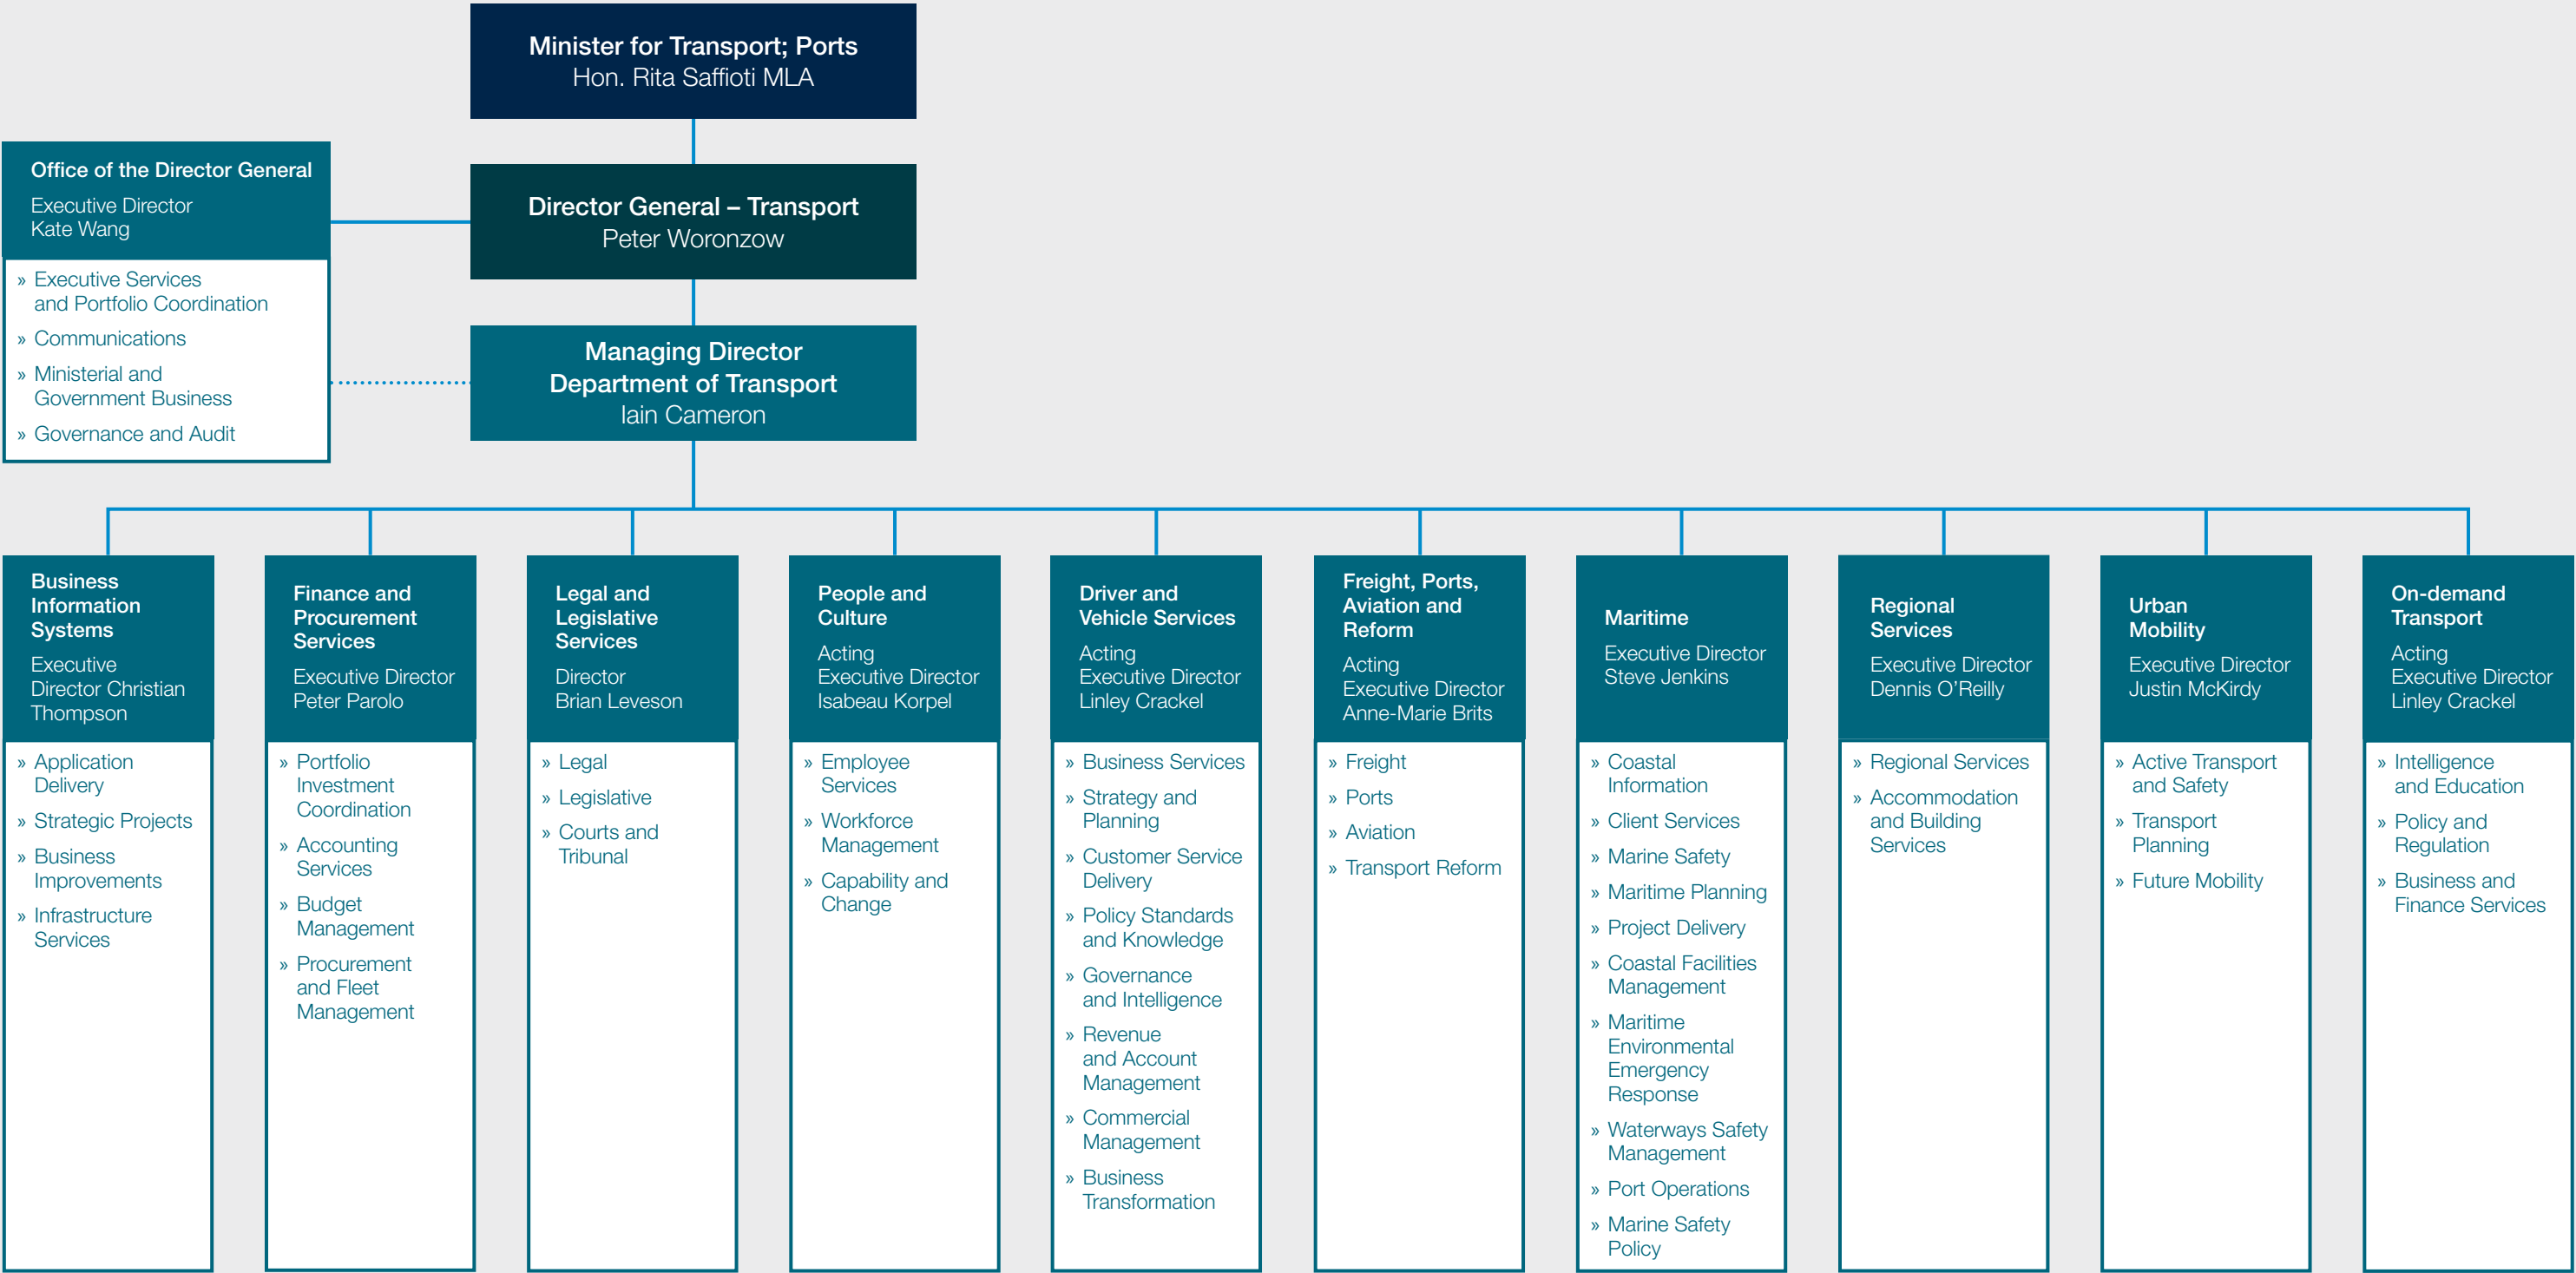 Minister for Transport; Ports
Hon. Rita Saffioti MLA
Office of the Director General
Executive Director
Kate Wang
» Executive Services
and Portfolio Coordination
» Communications
» Ministerial and
Government Business
» Governance and Audit
Director General – Transport
Peter Woronzow
Managing Director
Department of Transport
Iain Cameron
Business
Information
Systems
Executive
Director Christian
Thompson
» Application
Delivery
» Strategic Projects
» Business
Improvements
» Infrastructure
Services
Finance and
Procurement
Services
Executive Director
Peter Parolo
» Portfolio
Investment
Coordination
» Accounting
Services
» Budget
Management
» Procurement
and Fleet
Management
Legal and
Legislative
Services
Director
Brian Leveson
» Legal
» Legislative
» Courts and
Tribunal
People and
Culture
Acting
Executive Director
Isabeau Korpel
» Employee
Services
» Workforce
Management
» Capability and
Change
Driver and
Vehicle Services
Acting
Executive Director
Linley Crackel
» Business Services
» Strategy and
Planning
» Customer Service
Delivery
» Policy Standards
and Knowledge
» Governance
and Intelligence
» Revenue
and Account
Management
» Commercial
Management
» Business
Transformation
Freight, Ports,
Aviation and
Reform
Acting
Executive Director
Anne-Marie Brits
» Freight
» Ports
» Aviation
» Transport Reform
Maritime
Executive Director
Steve Jenkins
» Coastal
Information
» Client Services
» Marine Safety
» Maritime Planning
» Project Delivery
» Coastal Facilities
Management
» Maritime
Environmental
Emergency
Response
» Waterways Safety
Management
» Port Operations
» Marine Safety
Policy
Regional
Services
Executive Director
Dennis O’Reilly
» Regional Services
» Accommodation
and Building
Services
Urban
Mobility
Executive Director
Justin McKirdy
» Active Transport
and Safety
» Transport
Planning
» Future Mobility
On-demand
Transport
Acting
Executive Director
Linley Crackel
» Intelligence
and Education
» Policy and
Regulation
» Business and
Finance Services